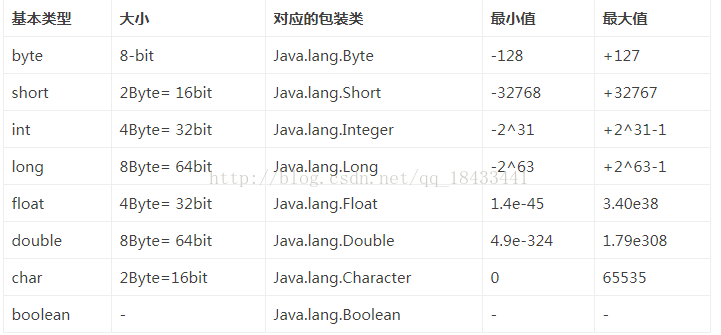 基本类型 大小 对应的包装类 最小值 最大值
byte 8-bit Java.lang.Byte -128 +127
short 2Byte= 16bit Java.lang.Short -32768 +32767
int 4Byte= 32bit Java.lang.Integer -2^31 +2^31-1
long 8Byte= 64bit Java.lang.Long -2^63 +2^63-1
http://blog.csdn.net/qq_18433441
float 4Byte= 32bit Java.lang.Float 1.4e-45 3.40e38
double 8Byte= 64bit Java.lang.Double 4.9e-324 1.79e308
char 2Byte=16bit Java.lang.Character 0 65535
boolean - Java.lang.Boolean - -